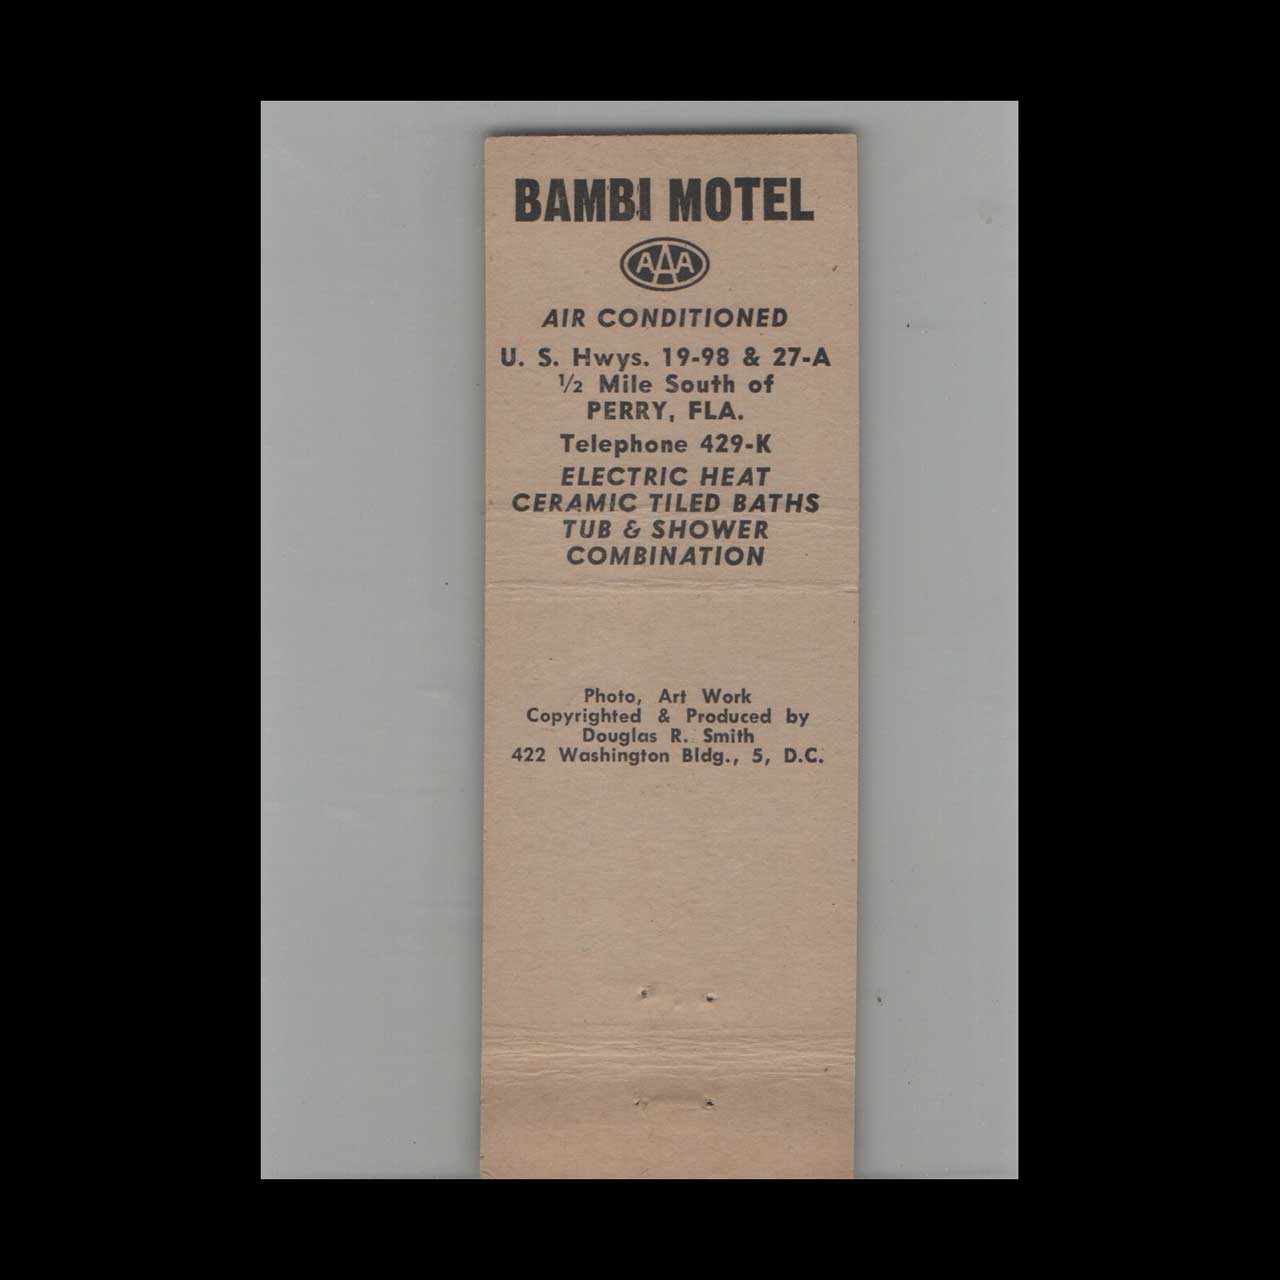 BAMBI MOTEL
AAA
AIR CONDITIONED
U. S. Hwys. 19-98 & 27-A
½ Mile South of
PERRY, FLA.
Telephone 429-K
ELECTRIC HEAT
CERAMIC TILED BATHS
TUB & SHOWER
COMBINATION
Photo, Art Work
Copyrighted & Produced by
Douglas R. Smith
422 Washington Bldg., 5, D.C.